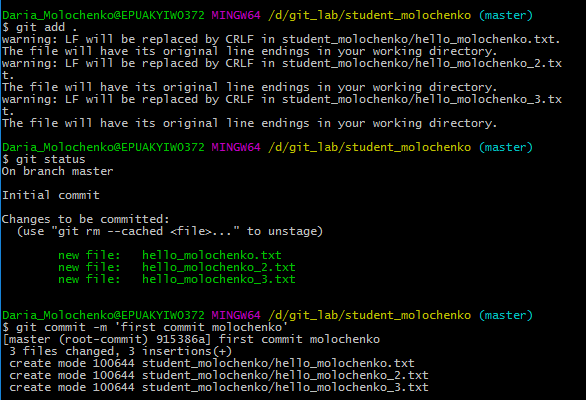 Daria_Molochenko@EPUAKYIW0372 MINGW64 /d/git_lab/student_molochenko (master)
$ git add .
warning: LF will be replaced by CRLF in student_molochenko/hello_molochenko.txt.
The file will have its original line endings in your working directory.
warning: LF will be replaced by CRLF in student_molochenko/hello_molochenko_2.tx
t.
The file will have its original line endings in your working directory.
warning: LF will be replaced by CRLF in student_molochenko/hello_molochenko_3.tx
t.
The file will have its original line endings in your working directory.
Daria_Molochenko@EPUAKYIW0372 MINGW64 /d/git_lab/student_molochenko (master)
$ git status
On branch master
Initial commit
Changes to be committed:
  (use "git rm --cached <file>..." to unstage)
        new file:   hello_molochenko.txt
        new file:   hello_molochenko_2.txt
        new file:   hello_molochenko_3.txt
Daria_Molochenko@EPUAKYIW0372 MINGW64 /d/git_lab/student_molochenko (master)
$ git commit -m 'first commit molochenko'
[master (root-commit) 915386a] first commit molochenko
 3 files changed, 3 insertions(+)
 create mode 100644 student_molochenko/hello_molochenko.txt
 create mode 100644 student_molochenko/hello_molochenko_2.txt
 create mode 100644 student_molochenko/hello_molochenko_3.txt